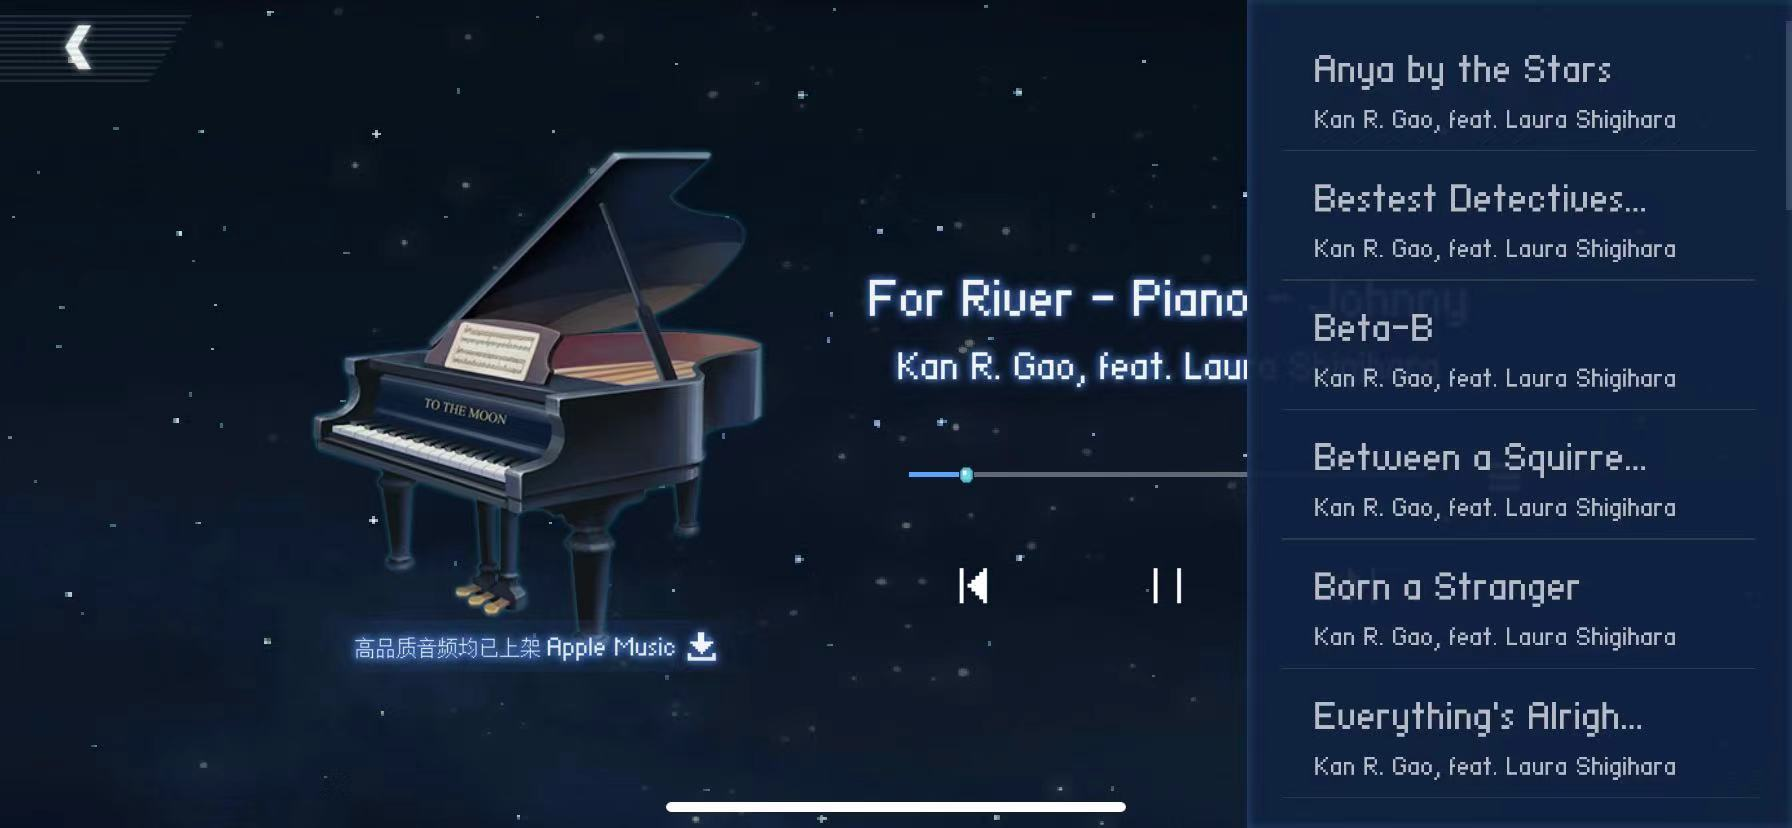 TO THE MOON
高品质音频均已上架 Apple Music
For River - Piano - Johnny
Kan R. Gao, feat. Laura Shigihara
Anya by the Stars
Kan R. Gao, feat. Laura Shigihara
Bestest Detectives...
Kan R. Gao, feat. Laura Shigihara
Beta-B
Kan R. Gao, feat. Laura Shigihara
Between a Squirre...
Kan R. Gao, feat. Laura Shigihara
Born a Stranger
Kan R. Gao, feat. Laura Shigihara
Everything's Alrigh...
Kan R. Gao, feat. Laura Shigihara